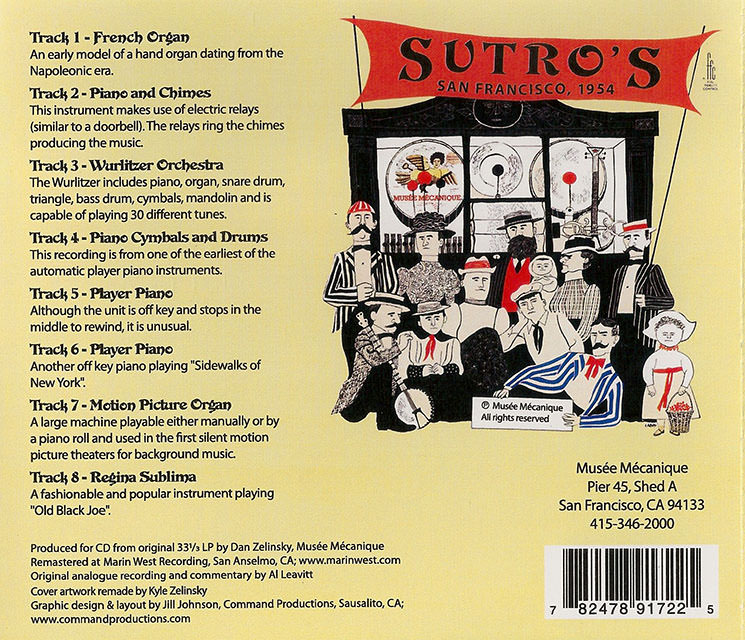 Track 1 - French Organ
An early model of a hand organ dating from the
Napoleonic era.
Track 2 - Piano and Chimes
This instrument makes use of electric relays
(similar to a doorbell). The relays ring the chimes
producing the music.
Track 3 - Wurlitzer Orchestra
The Wurlitzer includes piano, organ, snare drum,
triangle, bass drum, cymbals, mandolin and is
capable of playing 30 different tunes.
Track 4 - Piano Cymbals and Drums
This recording is from one of the earliest of the
automatic player piano instruments.
Track 5 - Player Piano
Although the unit is off key and stops in the
middle to rewind, it is unusual.
Track 6 - Player Piano
Another off key piano playing "Sidewalks of
New York".
Track 7 - Motion Picture Organ
A large machine playable either manually or by
a piano roll and used in the first silent motion
picture theaters for background music.
Track 8 - Regina Sublima
A fashionable and popular instrument playing
"Old Black Joe".
Produced for CD from original 33⅓ LP by Dan Zelinsky, Musée Mécanique
Remastered at Marin West Recording, San Anselmo, CA; www.marinwest.com
Original analogue recording and commentary by Al Leavitt
Cover artwork remade by Kyle Zelinsky
Graphic design & layout by Jill Johnson, Command Productions, Sausalito, CA;
www.commandproductions.com
SUTRO'S
SAN FRANCISCO, 1954
ffc
MUSÉE MÉCANIQUE
℗ Musée Mécanique
All rights reserved
Musée Mécanique
Pier 45, Shed A
San Francisco, CA 94133
415-346-2000
7 82478 91722 5